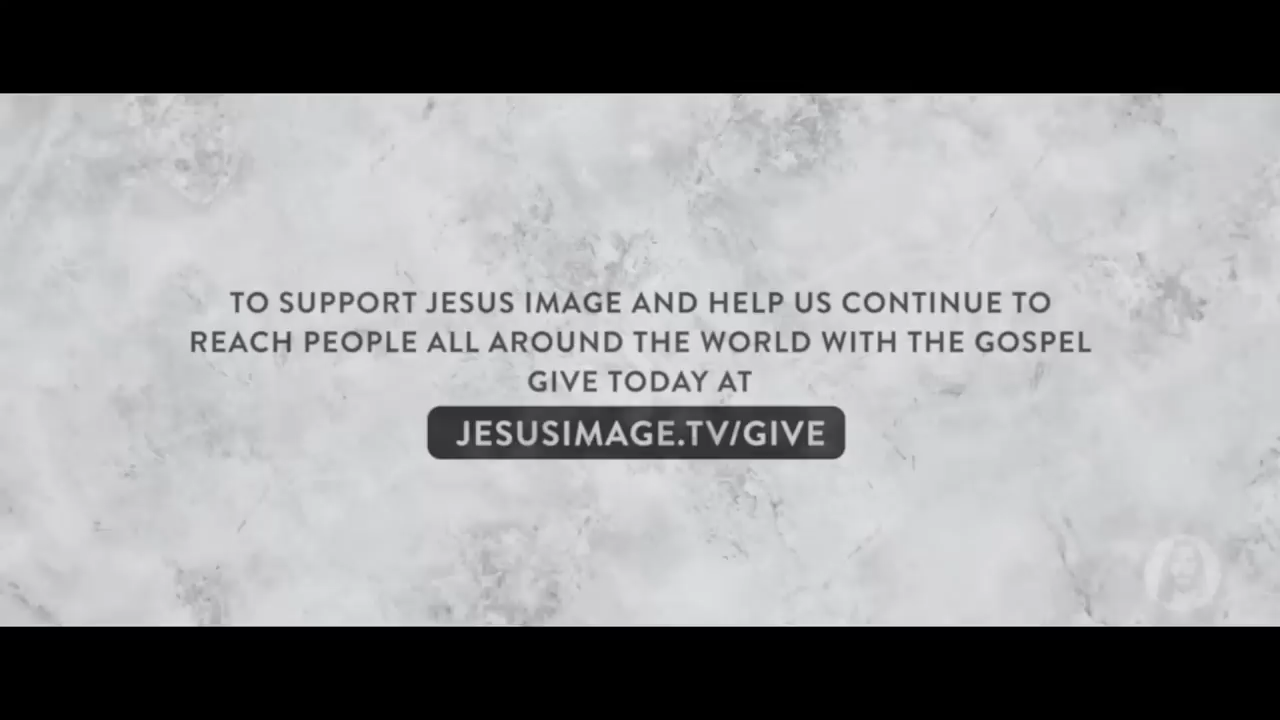 TO SUPPORT JESUS IMAGE AND HELP US CONTINUE TO
REACH PEOPLE ALL AROUND THE WORLD WITH THE GOSPEL
GIVE TODAY AT
JESUSIMAGE.TV/GIVE